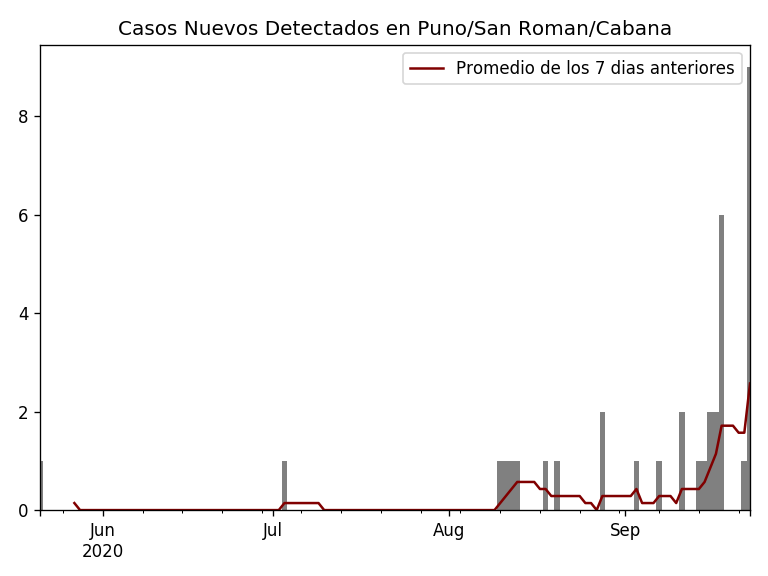 Casos Nuevos Detectados en Puno/San Roman/Cabana
Promedio de los 7 dias anteriores
8
6
4
2
0
Jun Jul Aug Sep
2020